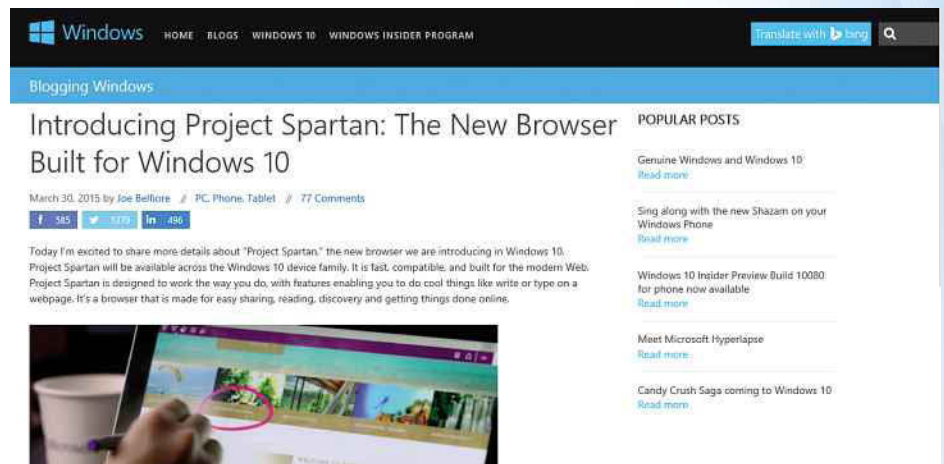 Windows HOME BLOGS WINDOWS 10 WINDOWS INSIDER PROGRAM Translate with bing
Blogging Windows
Introducing Project Spartan: The New Browser
Built for Windows 10
March 30, 2015 by Joe Belfiore // PC, Phone, Tablet // 77 Comments
f 585 in 496
Today I'm excited to share more details about "Project Spartan," the new browser we are introducing in Windows 10.
Project Spartan will be available across the Windows 10 device family. It is fast, compatible, and built for the modern Web.
Project Spartan is designed to work the way you do, with features enabling you to do cool things like write or type on a
webpage. It's a browser that is made for easy sharing, reading, discovery and getting things done online.
POPULAR POSTS
Genuine Windows and Windows 10
Read more
Sing along with the new Shazam on your
Windows Phone
Read more
Windows 10 Insider Preview Build 10080
for phone now available
Read more
Meet Microsoft Hyperlapse
Read more
Candy Crush Saga coming to Windows 10
Read more